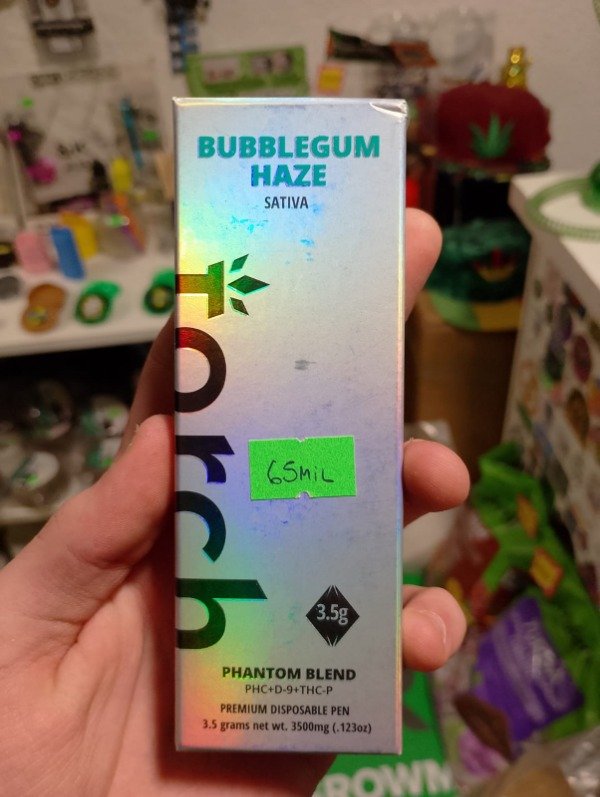 BUBBLEGUM
HAZE
SATIVA
Torch
65MIL
3.5g
PHANTOM BLEND
PHC+D-9+THC-P
PREMIUM DISPOSABLE PEN
3.5 grams net wt. 3500mg (.123oz)
ROWN